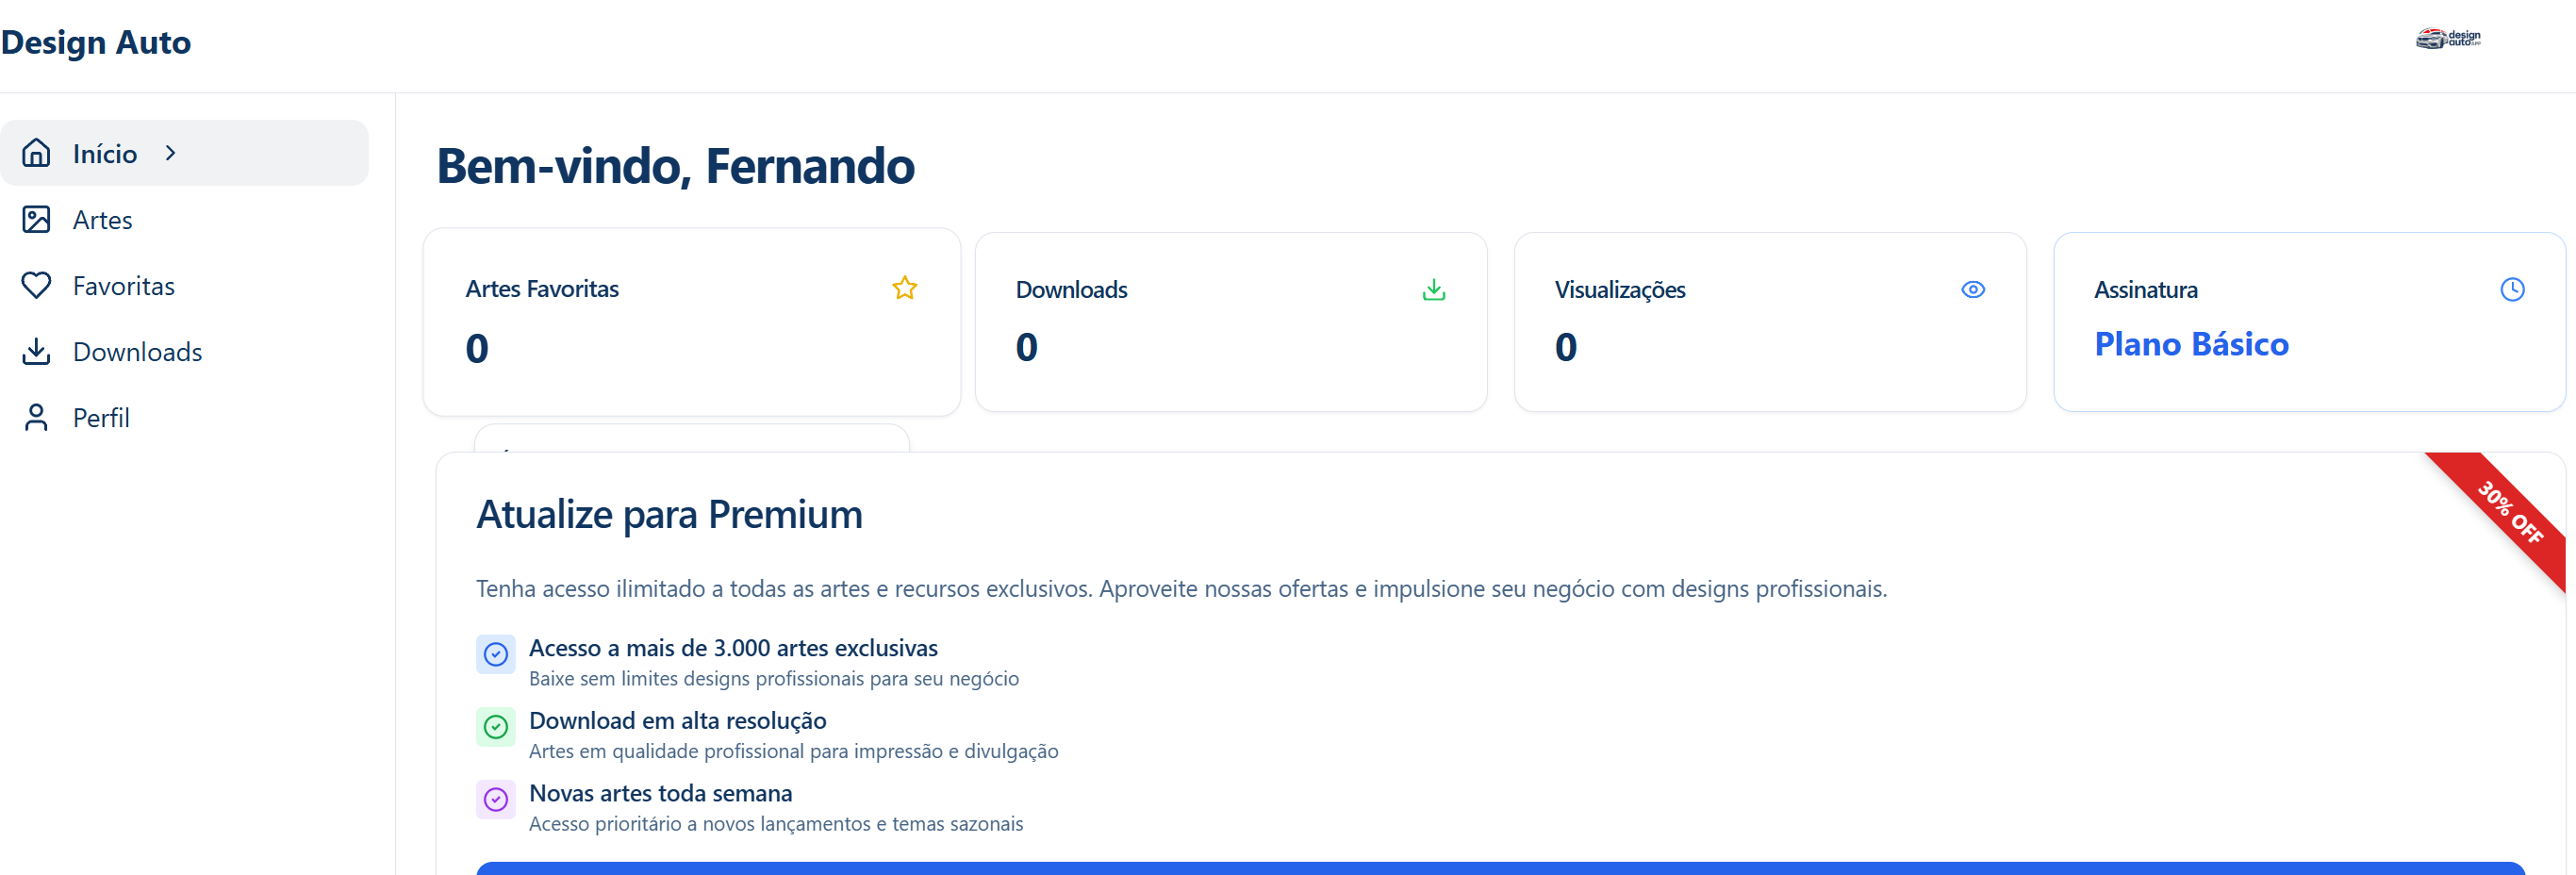 Design Auto
design
auto.APP
Início
Artes
Favoritas
Downloads
Perfil
Bem-vindo, Fernando
Artes Favoritas
0
Downloads
0
Visualizações
0
Assinatura
Plano Básico
Atualize para Premium
30% OFF
Tenha acesso ilimitado a todas as artes e recursos exclusivos. Aproveite nossas ofertas e impulsione seu negócio com designs profissionais.
Acesso a mais de 3.000 artes exclusivas
Baixe sem limites designs profissionais para seu negócio
Download em alta resolução
Artes em qualidade profissional para impressão e divulgação
Novas artes toda semana
Acesso prioritário a novos lançamentos e temas sazonais